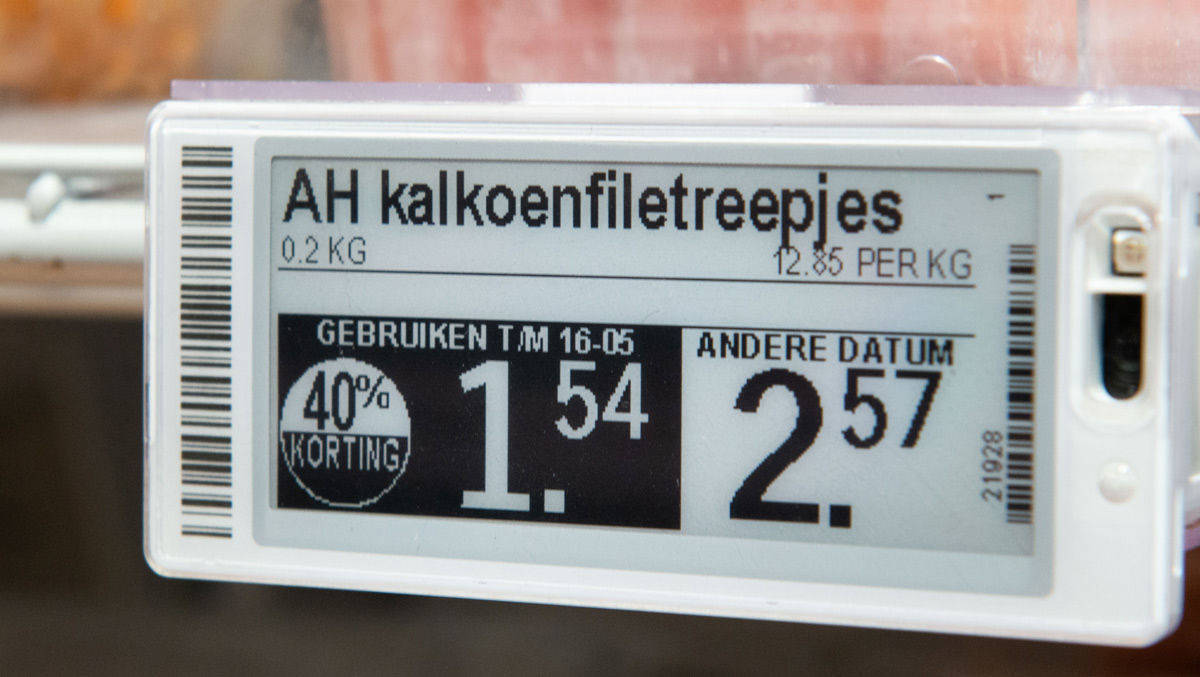 AH kalkoenfiletreepjes
0.2 KG
12.85 PER KG
1
GEBRUIKEN T/M 16-05
40%
KORTING
1.54
ANDERE DATUM
2.57
21928